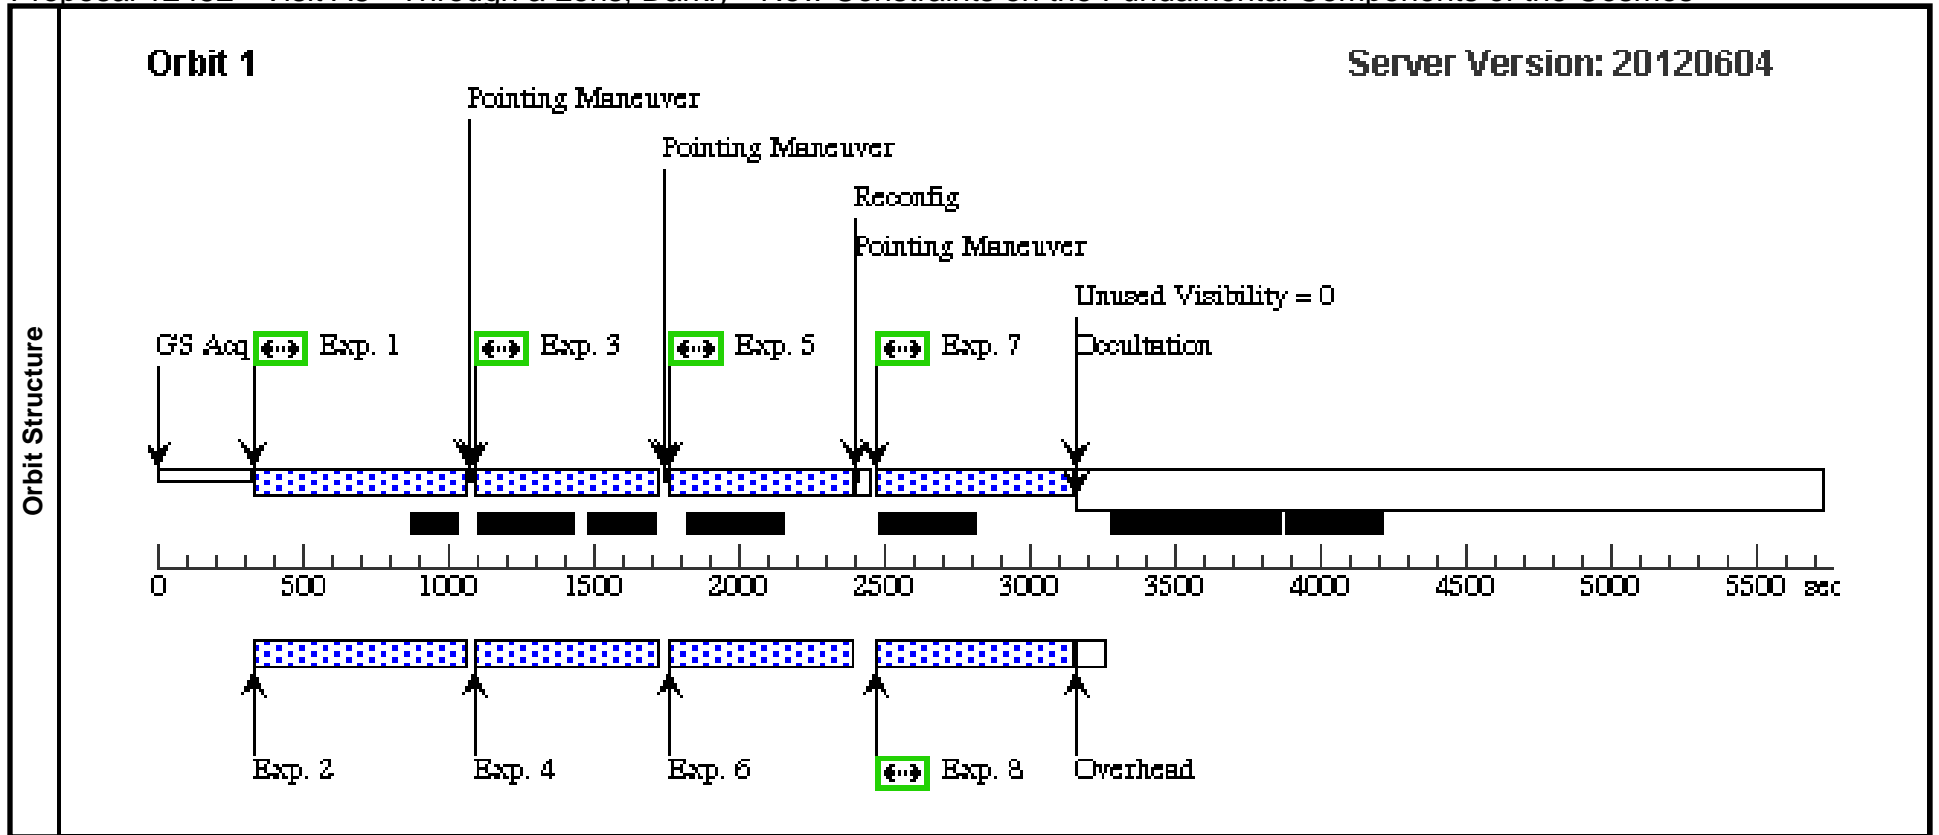 Orbit Structure
Orbit 1
Server Version: 20120604
Pointing Maneuver
Pointing Maneuver
Reconfig
Pointing Maneuver
Unused Visibility = 0
GS Acq
Exp. 1
Exp. 3
Exp. 5
Exp. 7
Occultation
0 500 1000 1500 2000 2500 3000 3500 4000 4500 5000 5500 sec
Exp. 2
Exp. 4
Exp. 6
Exp. 8
Overhead